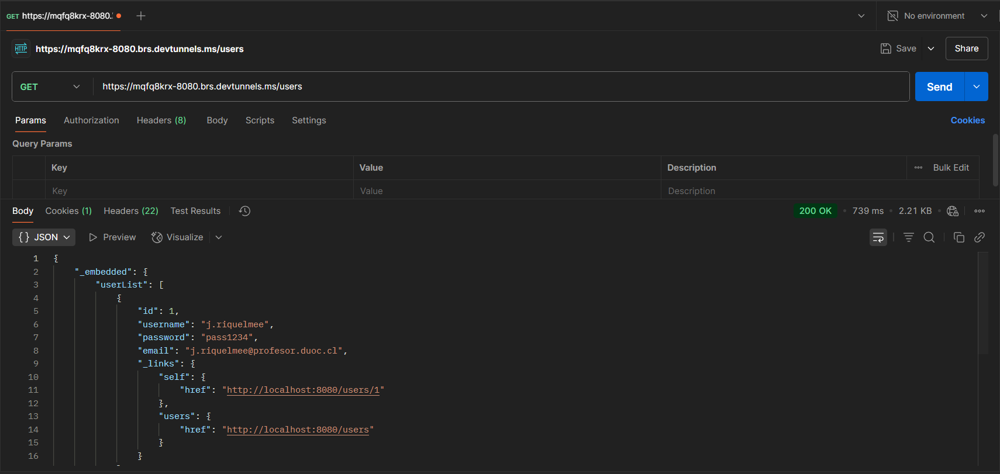 GET https://mqfq8krx-8080.
No environment
HTTP https://mqfq8krx-8080.brs.devtunnels.ms/users
Save
Share
GET
https://mqfq8krx-8080.brs.devtunnels.ms/users
Send
Params Authorization Headers (8) Body Scripts Settings Cookies
Query Params
Key Value Description Bulk Edit
Key Value Description
Body Cookies (1) Headers (22) Test Results 200 OK • 739 ms • 2.21 KB •
{} JSON Preview Visualize
1 {
2 "_embedded": {
3 "userList": [
4 {
5 "id": 1,
6 "username": "j.riquelmee",
7 "password": "pass1234",
8 "email": "j.riquelmee@profesor.duoc.cl",
9 "_links": {
10 "self": {
11 "href": "http://localhost:8080/users/1"
12 },
13 "users": {
14 "href": "http://localhost:8080/users"
15 }
16 }